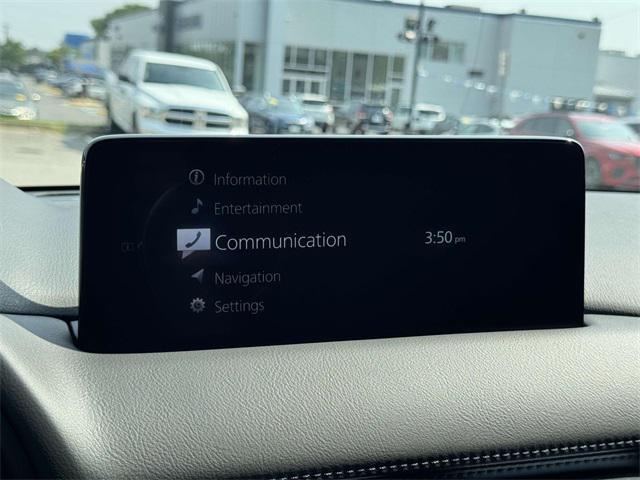 Information
Entertainment
Communication 3:50 pm
Navigation
Settings